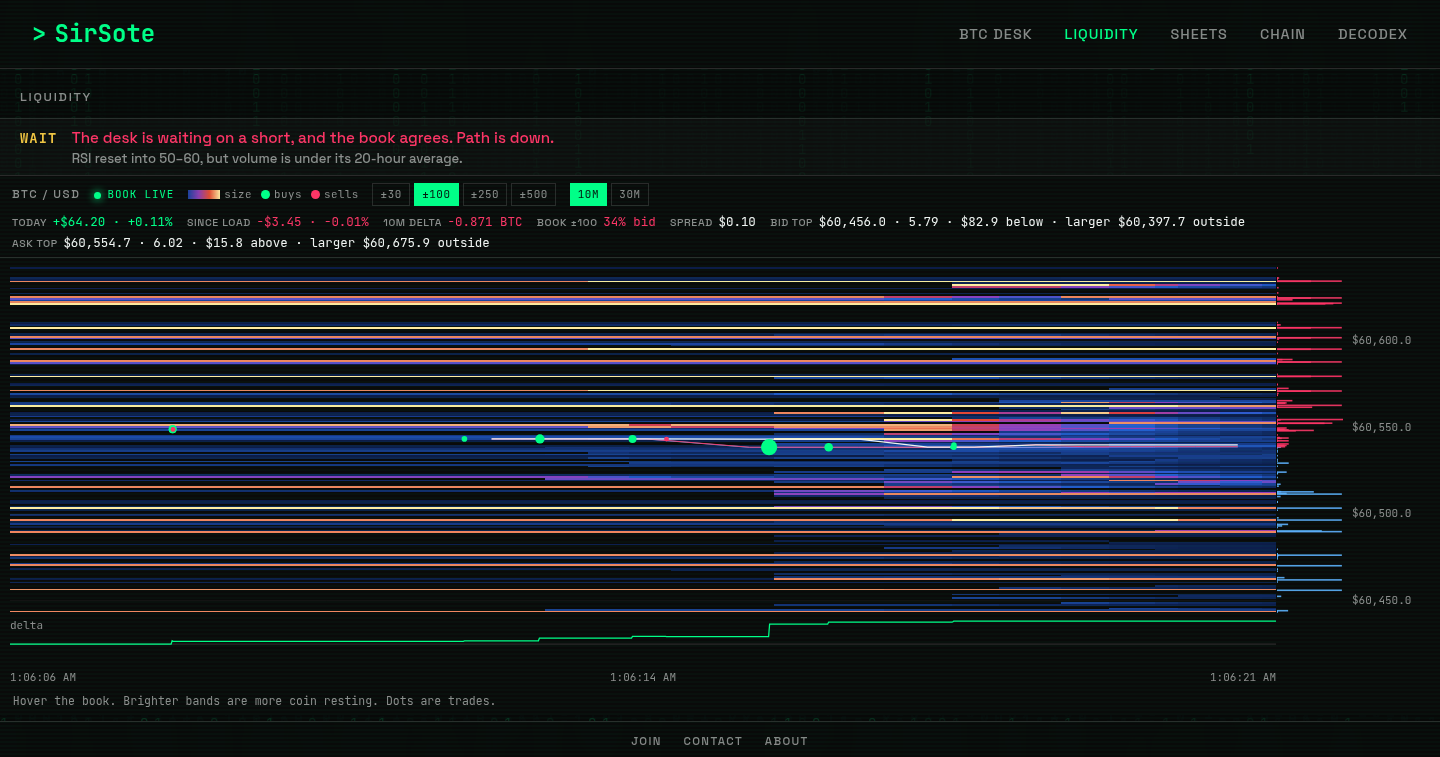 > SirSote
BTC DESK LIQUIDITY SHEETS CHAIN DECODEX
LIQUIDITY
WAIT The desk is waiting on a short, and the book agrees. Path is down.
RSI reset into 50–60, but volume is under its 20-hour average.
BTC / USD BOOK LIVE size buys sells ±30 ±100 ±250 ±500 10M 30M
TODAY +$64.20 · +0.11% SINCE LOAD -$3.45 · -0.01% 10M DELTA -0.871 BTC BOOK ±100 34% bid SPREAD $0.10 BID TOP $60,456.0 · 5.79 · $82.9 below · larger $60,397.7 outside
ASK TOP $60,554.7 · 6.02 · $15.8 above · larger $60,675.9 outside
$60,600.0
$60,550.0
$60,500.0
$60,450.0
delta
1:06:06 AM 1:06:14 AM 1:06:21 AM
Hover the book. Brighter bands are more coin resting. Dots are trades.
JOIN CONTACT ABOUT